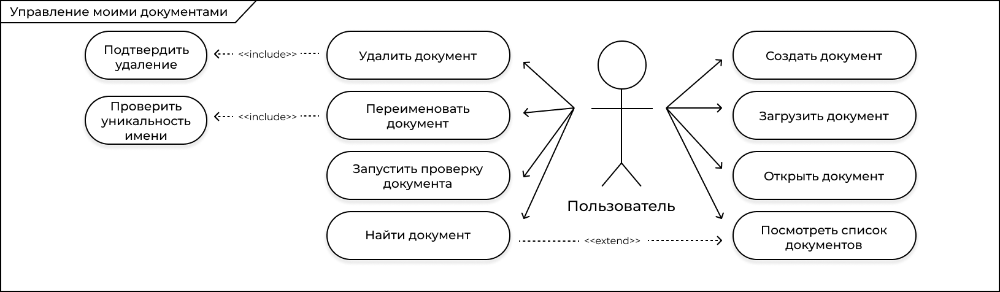 Управление моими документами
Подтвердить
удаление
<<include>>
Удалить документ
Создать документ
Проверить
уникальность
имени
<<include>>
Переименовать
документ
Загрузить документ
Запустить проверку
документа
Открыть документ
Пользователь
Найти документ
<<extend>>
Посмотреть список
документов